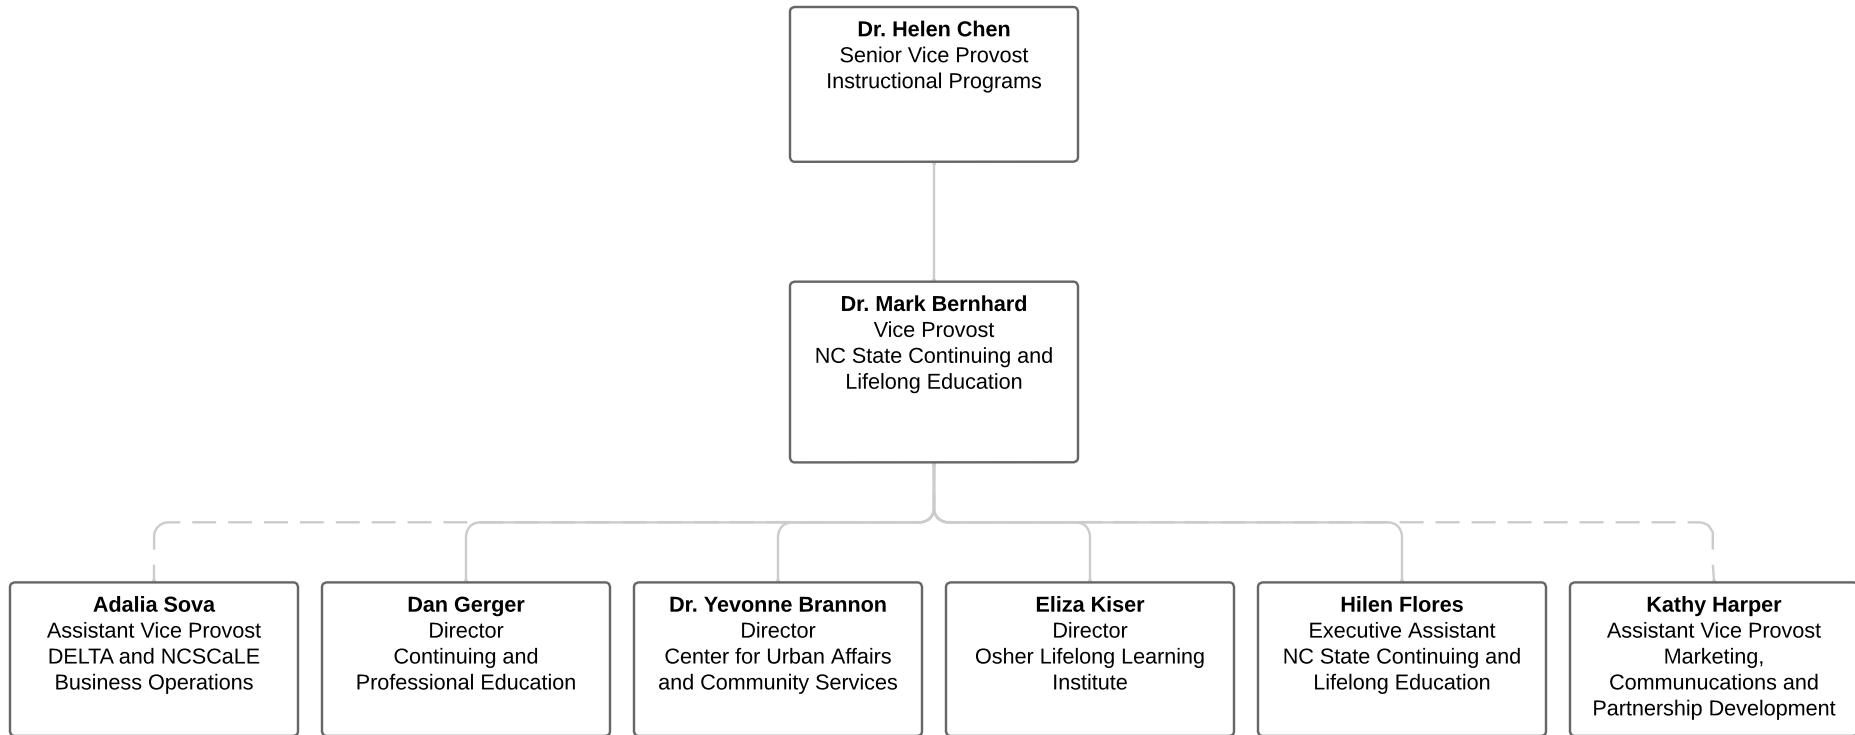 Dr. Helen Chen
Senior Vice Provost
Instructional Programs
Dr. Mark Bernhard
Vice Provost
NC State Continuing and
Lifelong Education
Adalia Sova
Assistant Vice Provost
DELTA and NCSCaLE
Business Operations
Dan Gerger
Director
Continuing and
Professional Education
Dr. Yevonne Brannon
Director
Center for Urban Affairs
and Community Services
Eliza Kiser
Director
Osher Lifelong Learning
Institute
Hilen Flores
Executive Assistant
NC State Continuing and
Lifelong Education
Kathy Harper
Assistant Vice Provost
Marketing,
Communucations and
Partnership Development